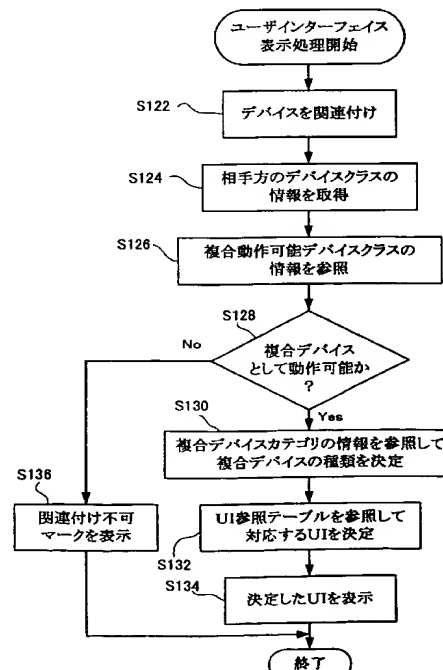 ユーザインターフェイス
表示処理開始
S122
デバイスを関連付け
S124
相手方のデバイスクラスの
情報を取得
S126
複合動作可能デバイスクラスの
情報を参照
S128
No
複合デバイス
として動作可能か
?
Yes
S130
複合デバイスカテゴリの情報を参照して
複合デバイスの種類を決定
S136
関連付け不可
マークを表示
UI参照テーブルを参照して
対応するUIを決定
S132
S134
決定したUIを表示
終了